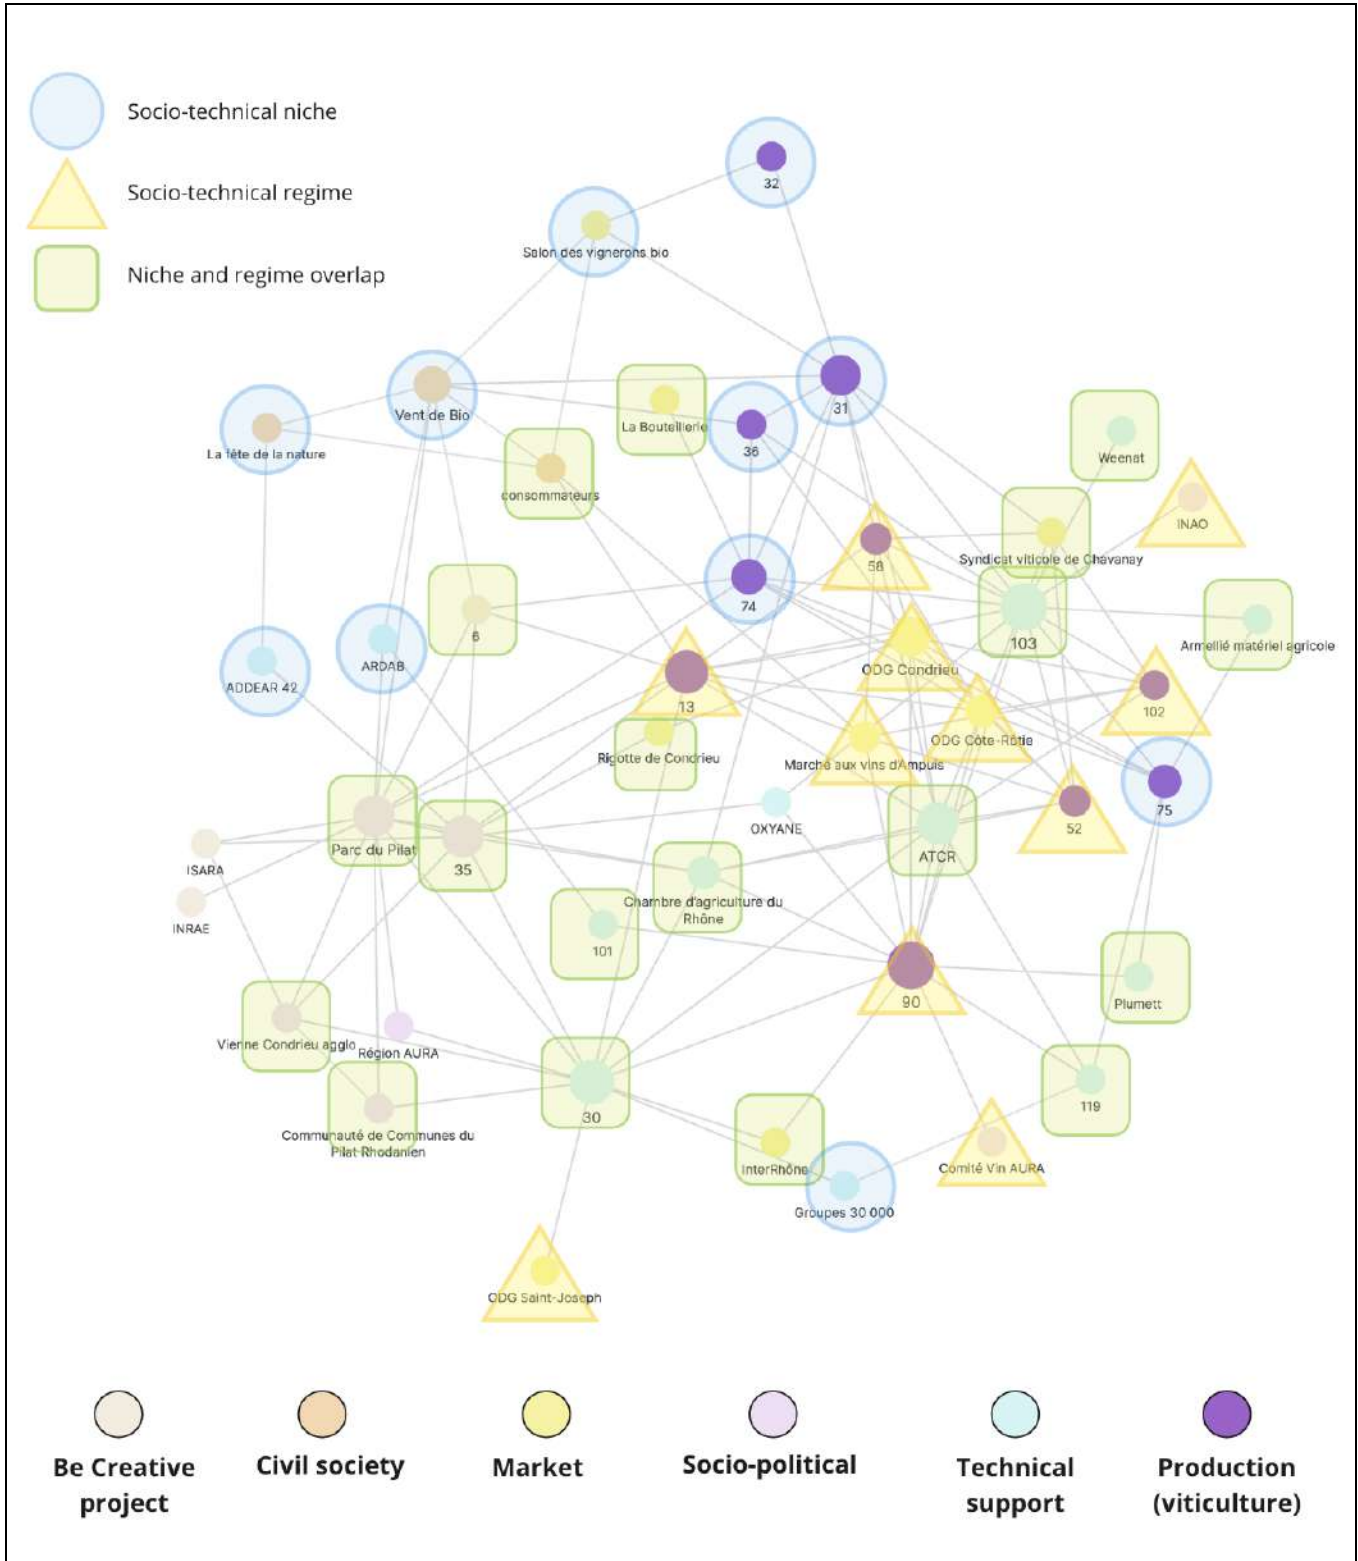 Socio-technical niche
Socio-technical regime
Niche and regime overlap
32
Salon des vignerons bio
Vent de Bio
31
La Bouteillerie
36
La fête de la nature
Weenat
consommateurs
INAO
58
Syndicat viticole de Chavanay
74
6
103
Armellié matériel agricole
ARDAB
ODG Condrieu
ADDEAR 42
13
102
ODG Côte-Rôtie
Rigotte de Condrieu
Marché aux vins d'Ampuis
75
OXYANE
52
Parc du Pilat
ATCR
35
ISARA
Chambre d'agriculture du
Rhône
INRAE
101
90
Plumett
Vienne Condrieu agglo
Région AURA
30
119
Communauté de Communes du
Pilat Rhodanien
InterRhône
Comité Vin AURA
Groupes 30 000
ODG Saint-Joseph
Be Creative
project
Civil society
Market
Socio-political
Technical
support
Production
(viticulture)